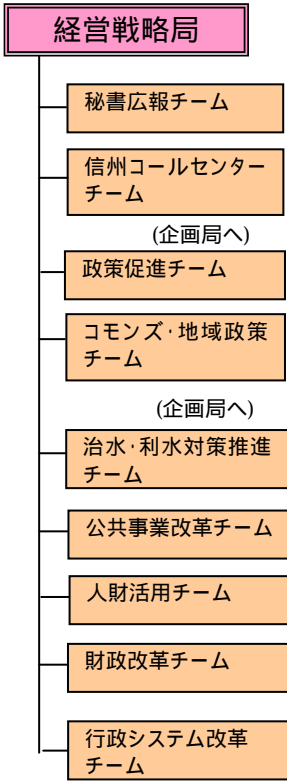 経営戦略局
秘書広報チーム
信州コールセンター
チーム
(企画局へ)
政策促進チーム
コモンズ・地域政策
チーム
(企画局へ)
治水・利水対策推進
チーム
公共事業改革チーム
人財活用チーム
財政改革チーム
行政システム改革
チーム